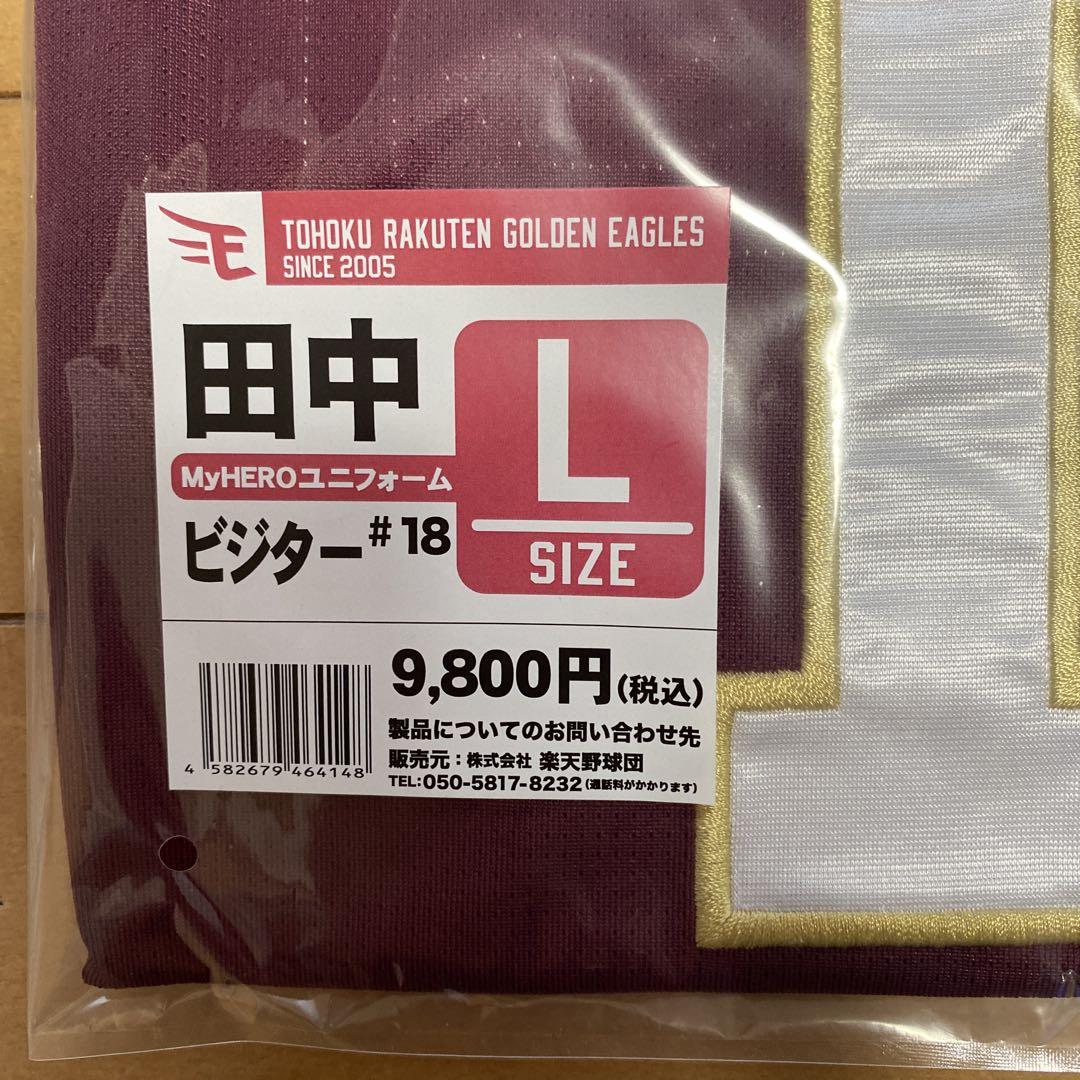 TOHOKU RAKUTEN GOLDEN EAGLES
SINCE 2005
田中
MyHEROユニフォーム
ビジター #18
L
SIZE
9,800円(税込)
製品についてのお問い合わせ先
販売元:株式会社 楽天野球団
TEL:050-5817-8232(通話料がかかります)
4 582679 464148